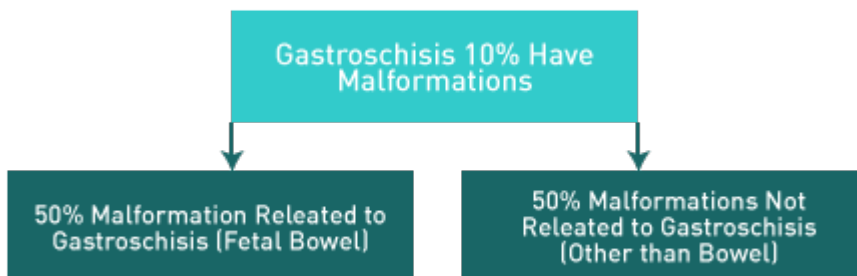 Gastroschisis 10% Have
Malformations
50% Malformation Releated to
Gastroschisis (Fetal Bowel)
50% Malformations Not
Releated to Gastroschisis
(Other than Bowel)